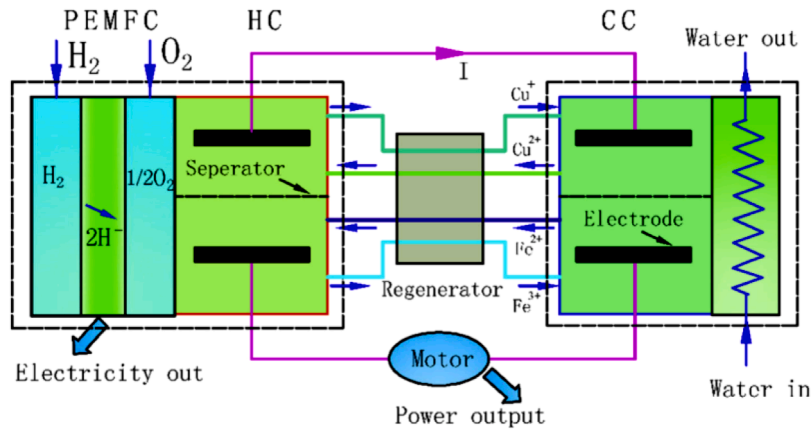 PEMFC HC CC
H₂ O₂ Water out
I
Cu⁺
H₂ 1/2O₂ Seperator Cu²⁺
2H⁻ Fe²⁺ Electrode
Regenerator Fe³⁺
Electricity out Motor Water in
Power output